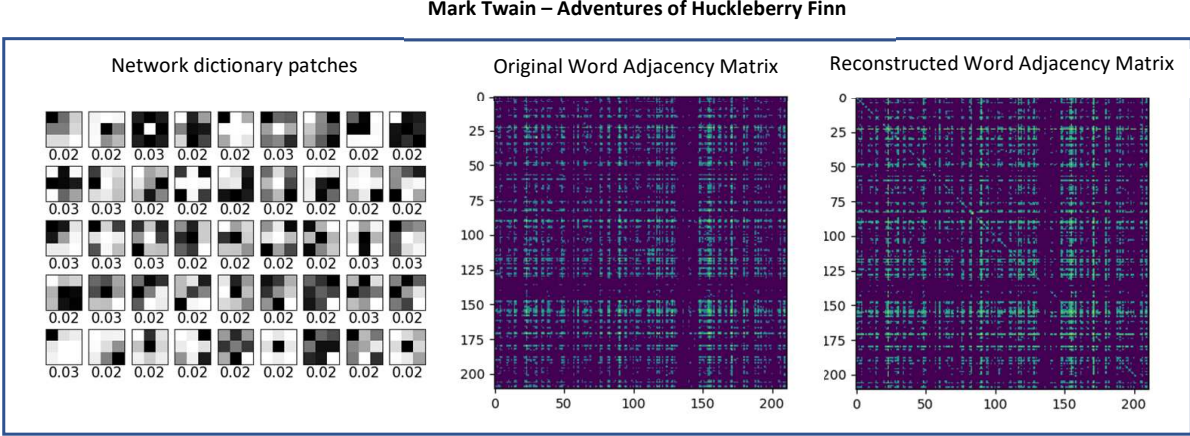 Mark Twain – Adventures of Huckleberry Finn
Network dictionary patches
0.02 0.02 0.03 0.02 0.02 0.03 0.02 0.02 0.02
0.03 0.03 0.02 0.02 0.02 0.02 0.02 0.02 0.02
0.03 0.03 0.03 0.02 0.02 0.02 0.02 0.03 0.03
0.02 0.03 0.02 0.02 0.02 0.02 0.02 0.02 0.02
0.03 0.02 0.02 0.02 0.02 0.02 0.02 0.02 0.02
Original Word Adjacency Matrix
0
25
50
75
100
125
150
175
200
0 50 100 150 200
Reconstructed Word Adjacency Matrix
0
25
50
75
100
125
150
175
200
0 50 100 150 200